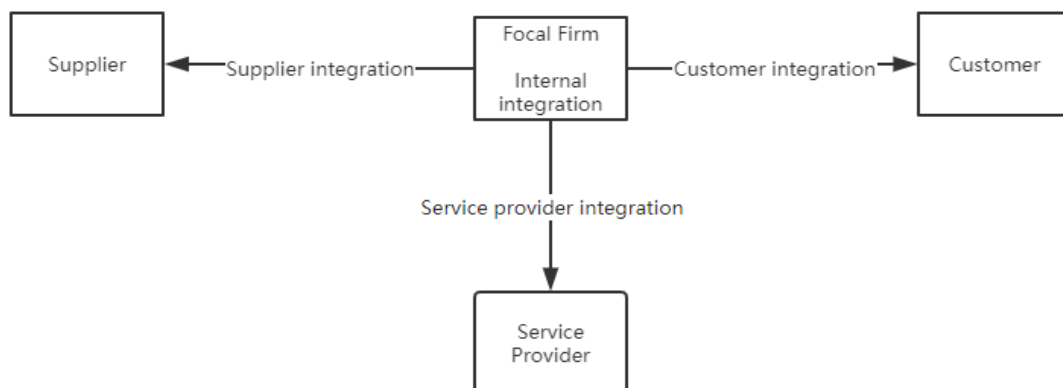 Focal Firm
Supplier
Supplier integration
Internal
integration
Customer integration
Customer
Service provider integration
Service
Provider